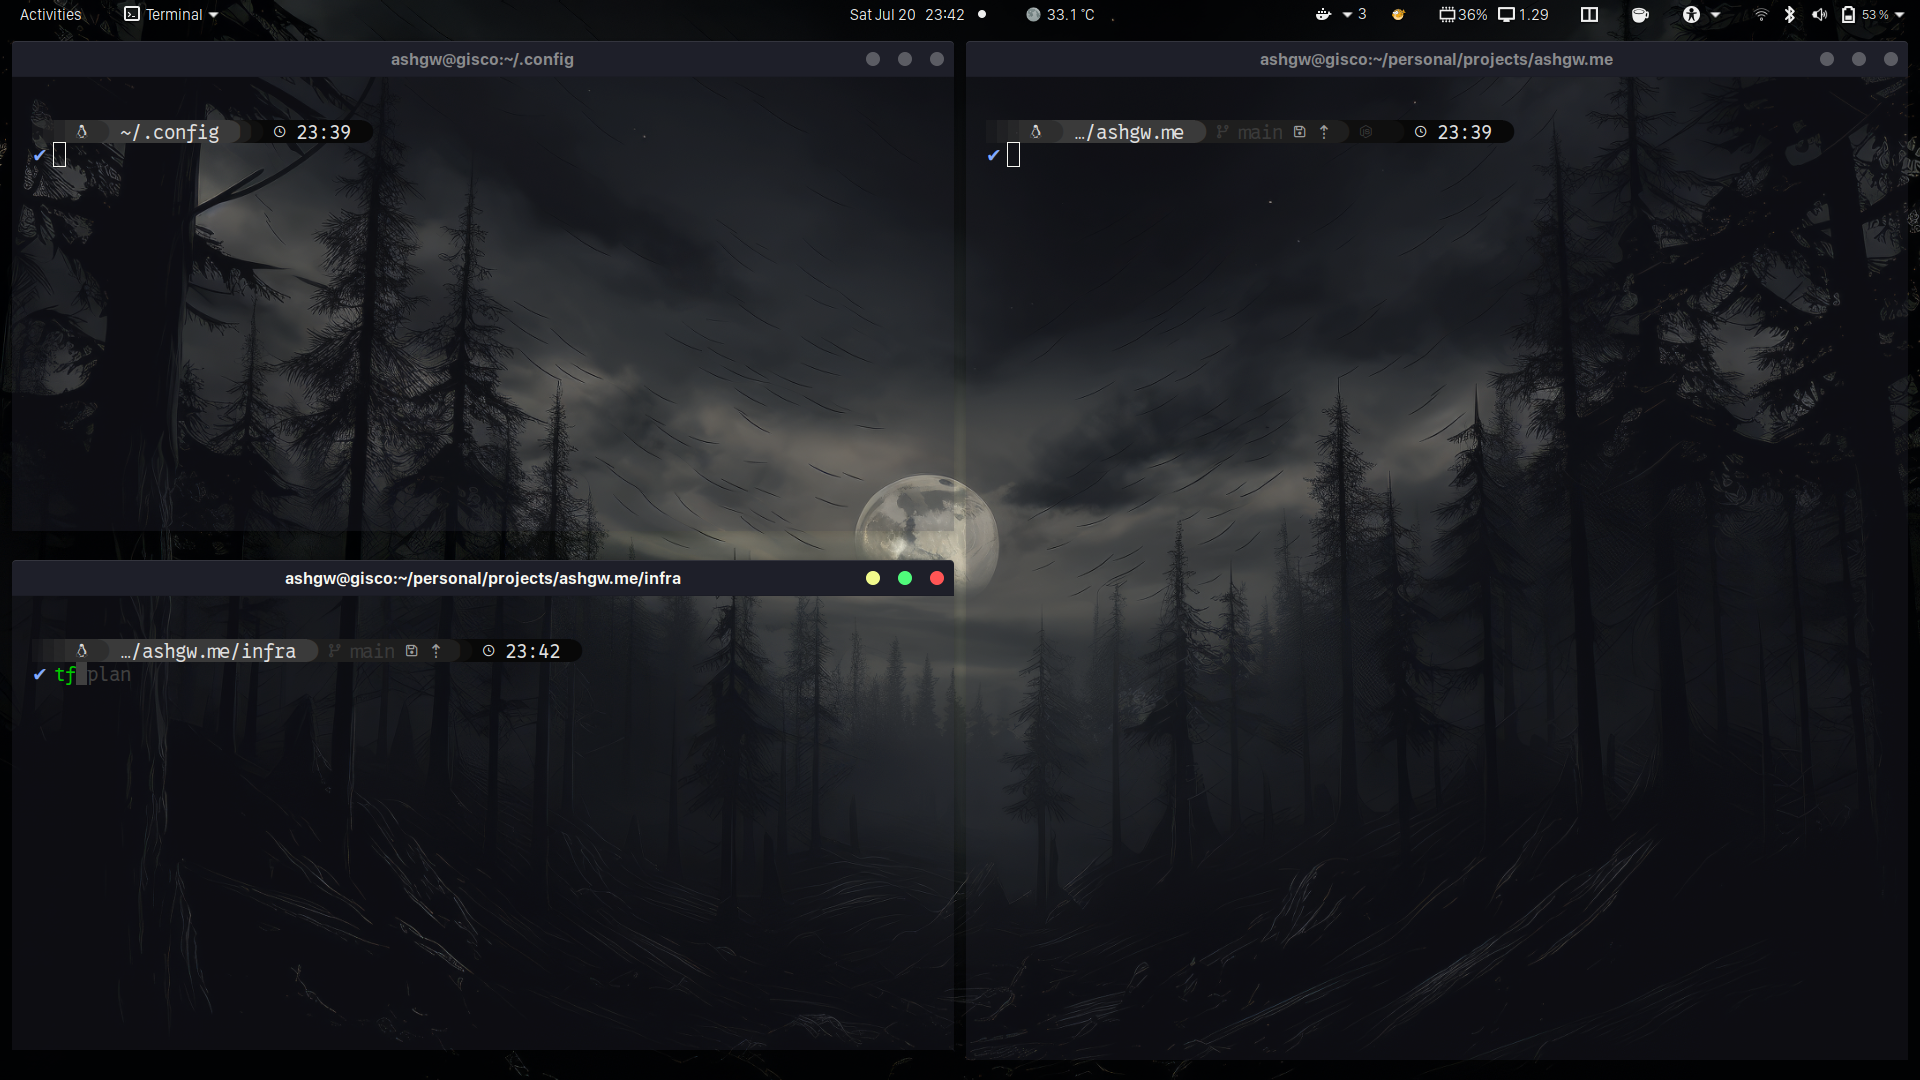 Activities Terminal Sat Jul 20 23:42 33.1 °C 3 36% 1.29 53 %
ashgw@gisco:~/.config
~/.config 23:39
ashgw@gisco:~/personal/projects/ashgw.me
…/ashgw.me main 23:39
ashgw@gisco:~/personal/projects/ashgw.me/infra
…/ashgw.me/infra main 23:42
tf plan